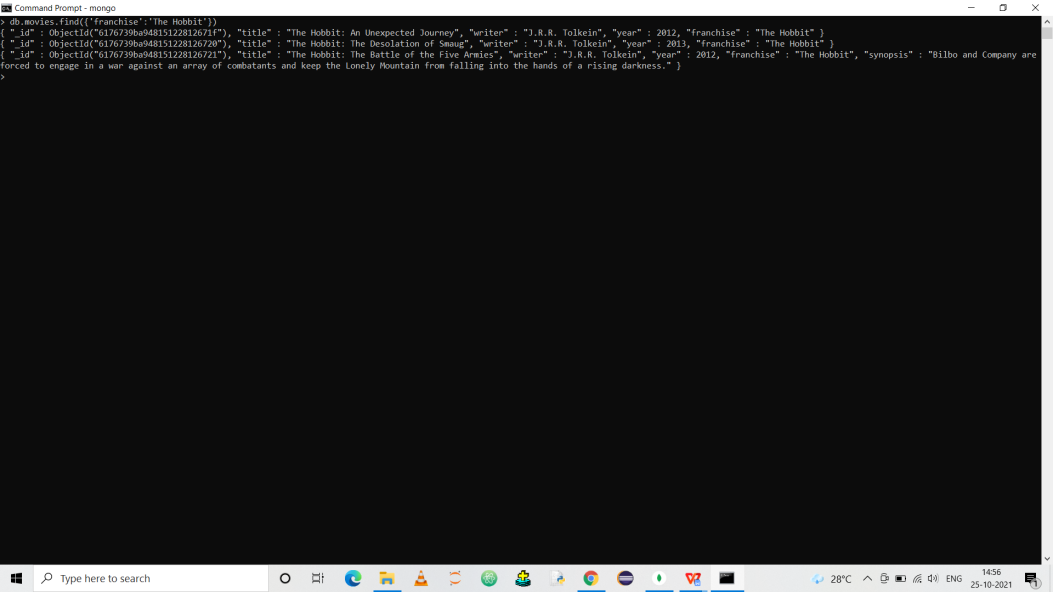 Command Prompt - mongo
> db.movies.find({'franchise':'The Hobbit'})
{ "_id" : ObjectId("6176739ba94815122812671f"), "title" : "The Hobbit: An Unexpected Journey", "writer" : "J.R.R. Tolkein", "year" : 2012, "franchise" : "The Hobbit" }
{ "_id" : ObjectId("6176739ba948151228126720"), "title" : "The Hobbit: The Desolation of Smaug", "writer" : "J.R.R. Tolkein", "year" : 2013, "franchise" : "The Hobbit" }
{ "_id" : ObjectId("6176739ba948151228126721"), "title" : "The Hobbit: The Battle of the Five Armies", "writer" : "J.R.R. Tolkein", "year" : 2012, "franchise" : "The Hobbit", "synopsis" : "Bilbo and Company are
forced to engage in a war against an array of combatants and keep the Lonely Mountain from falling into the hands of a rising darkness." }
>
Type here to search
28°C
ENG
14:56
25-10-2021
1